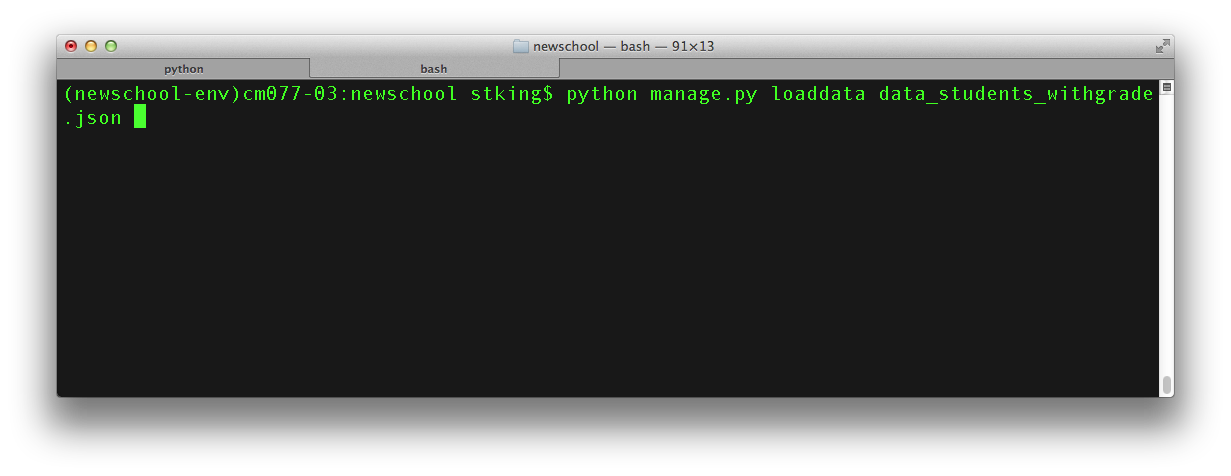 newschool — bash — 91×13
python bash
(newschool-env)cm077-03:newschool stking$ python manage.py loaddata data_students_withgrade
.json